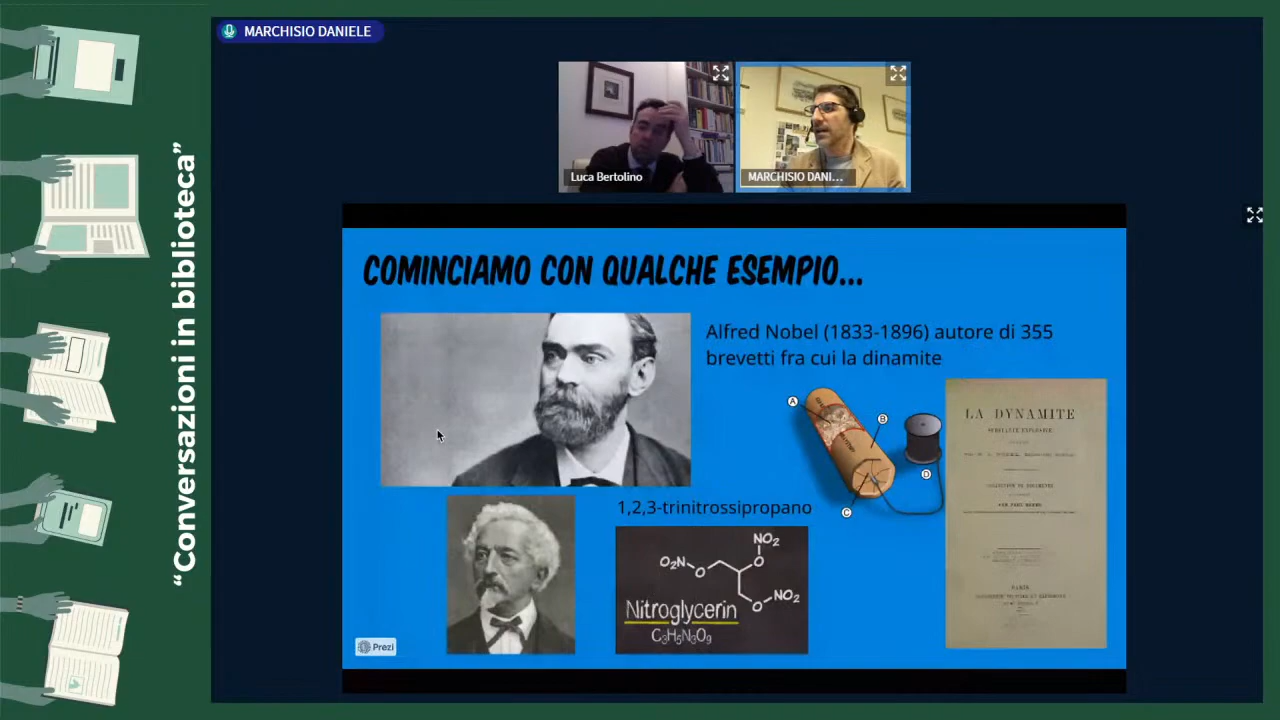 “Conversazioni in biblioteca”
MARCHISIO DANIELE
Luca Bertolino
MARCHISIO DANI...
COMINCIAMO CON QUALCHE ESEMPIO...
Alfred Nobel (1833-1896) autore di 355
brevetti fra cui la dinamite
A
B
D
C
LA DYNAMITE
PARIS
1,2,3-trinitrossipropano
NO2
O2N
O
O
O
NO2
Nitroglycerin
C3H5N3O9
Prezi